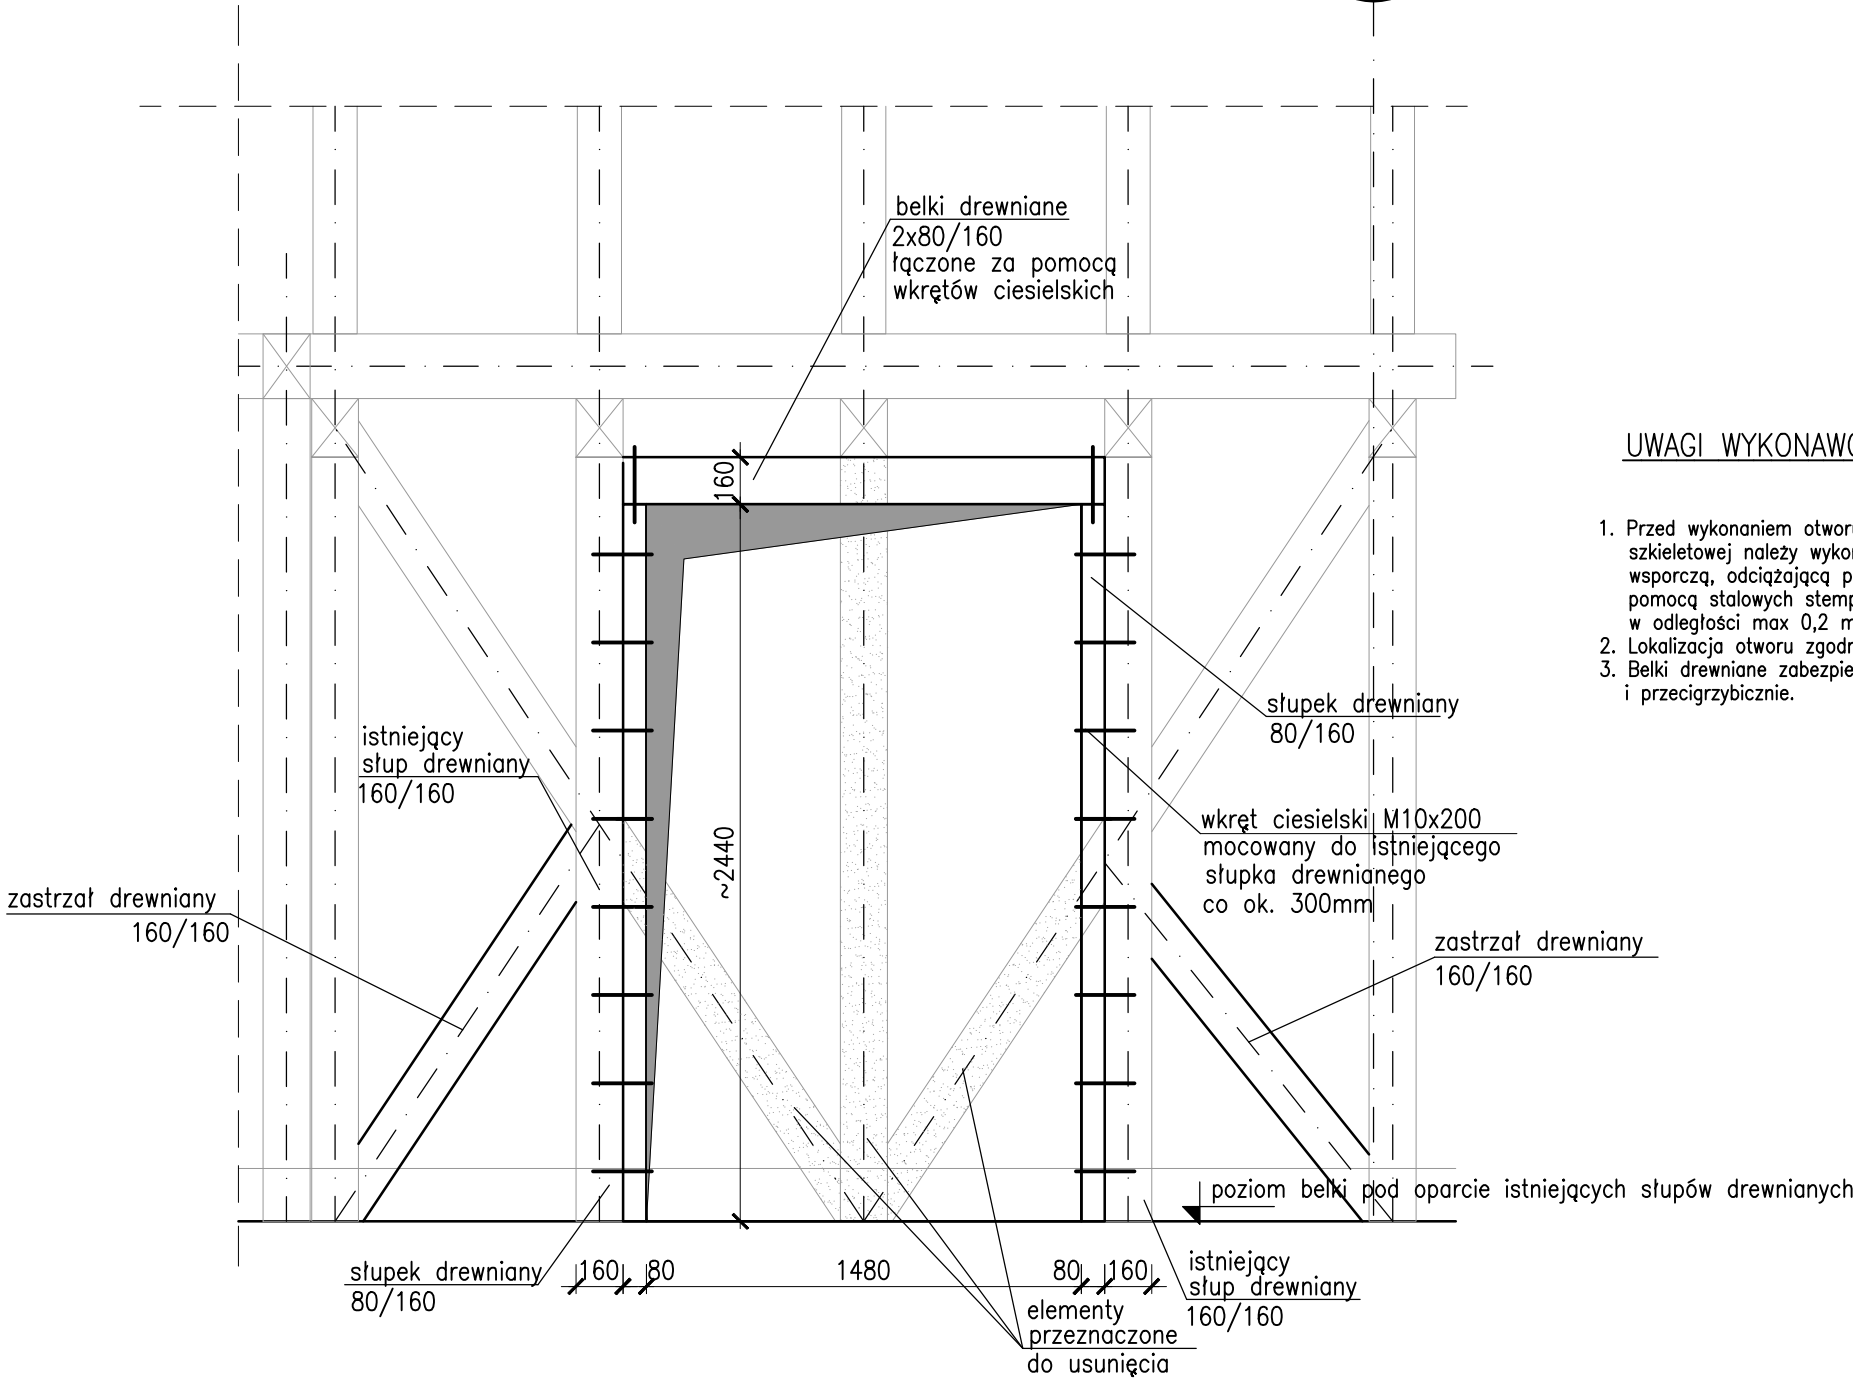 belki drewniane
2x80/160
łączone za pomocą
wkrętów ciesielskich
160
UWAGI WYKONAWC
1. Przed wykonaniem otworu
szkieletowej należy wykon
wsporczą, odciążającą p
pomocą stalowych stemp
w odległości max 0,2 m
2. Lokalizacja otworu zgodn
3. Belki drewniane zabezpie
i przecigrzybicznie.
słupek drewniany
80/160
istniejący
słup drewniany
160/160
wkręt ciesielski M10x200
mocowany do istniejącego
słupka drewnianego
co ok. 300mm
~2440
zastrzał drewniany
160/160
zastrzał drewniany
160/160
poziom belki pod oparcie istniejących słupów drewnianych
słupek drewniany
80/160
160 80 1480 80 160
istniejący
słup drewniany
160/160
elementy
przeznaczone
do usunięcia